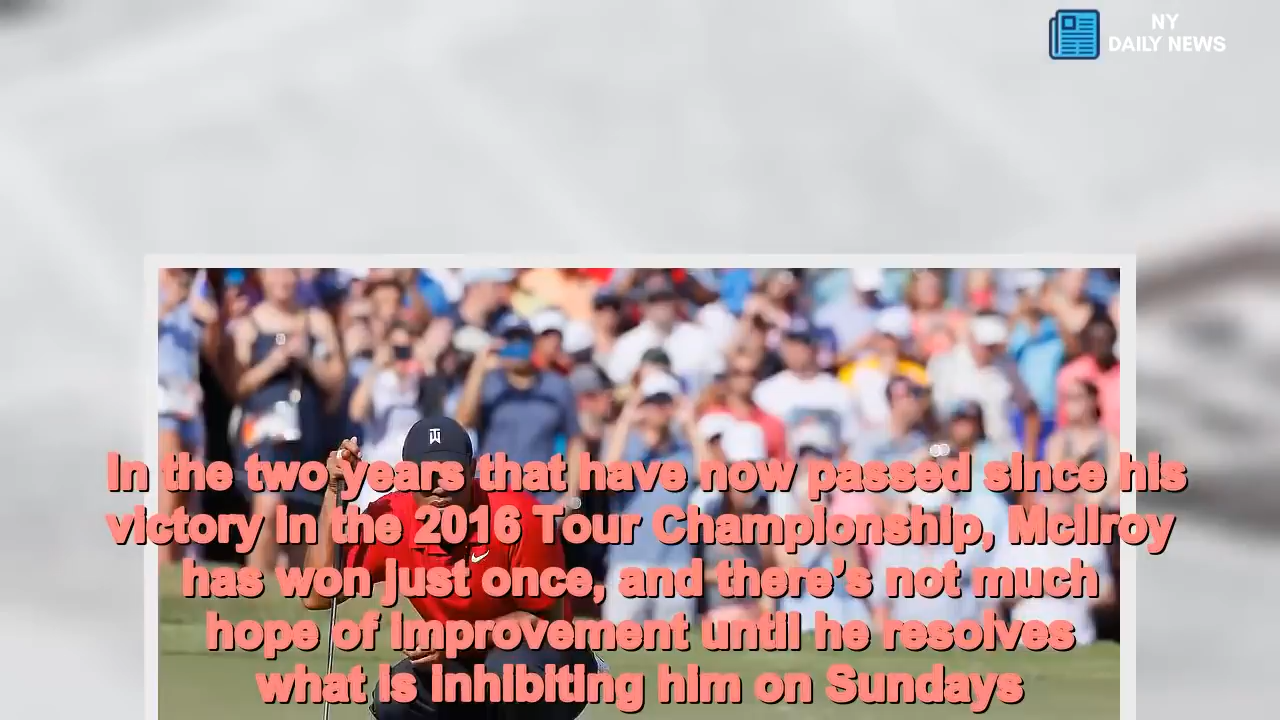 NY
DAILY NEWS
In the two years that have now passed since his
victory in the 2016 Tour Championship, McIlroy
has won just once, and there's not much
hope of improvement until he resolves
what is inhibiting him on Sundays
TW